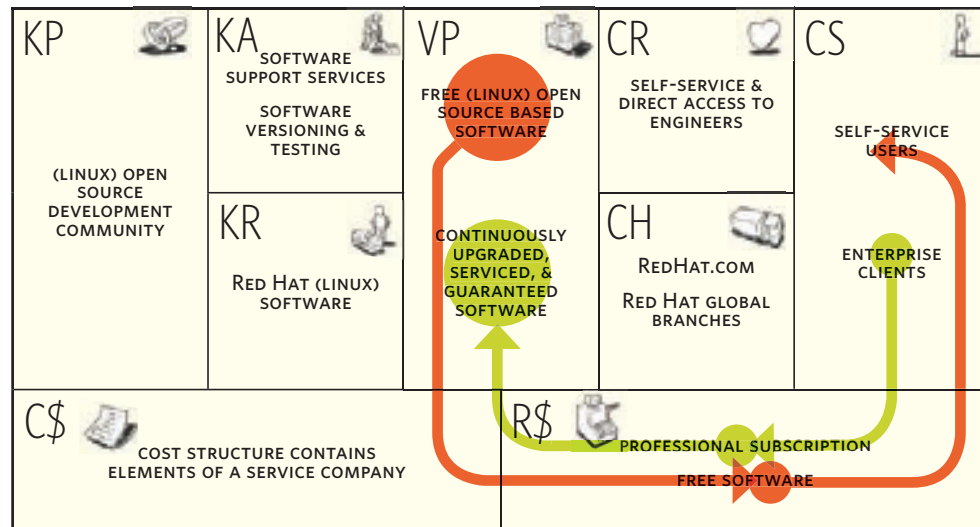 KP
(LINUX) OPEN
SOURCE
DEVELOPMENT
COMMUNITY
KA
SOFTWARE
SUPPORT SERVICES
SOFTWARE
VERSIONING &
TESTING
KR
RED HAT (LINUX)
SOFTWARE
VP
FREE (LINUX) OPEN
SOURCE BASED
SOFTWARE
CONTINUOUSLY
UPGRADED,
SERVICED, &
GUARANTEED
SOFTWARE
CR
SELF-SERVICE &
DIRECT ACCESS TO
ENGINEERS
CH
REDHAT.COM
RED HAT GLOBAL
BRANCHES
CS
SELF-SERVICE
USERS
ENTERPRISE
CLIENTS
C$
COST STRUCTURE CONTAINS
ELEMENTS OF A SERVICE COMPANY
R$
PROFESSIONAL SUBSCRIPTION
FREE SOFTWARE